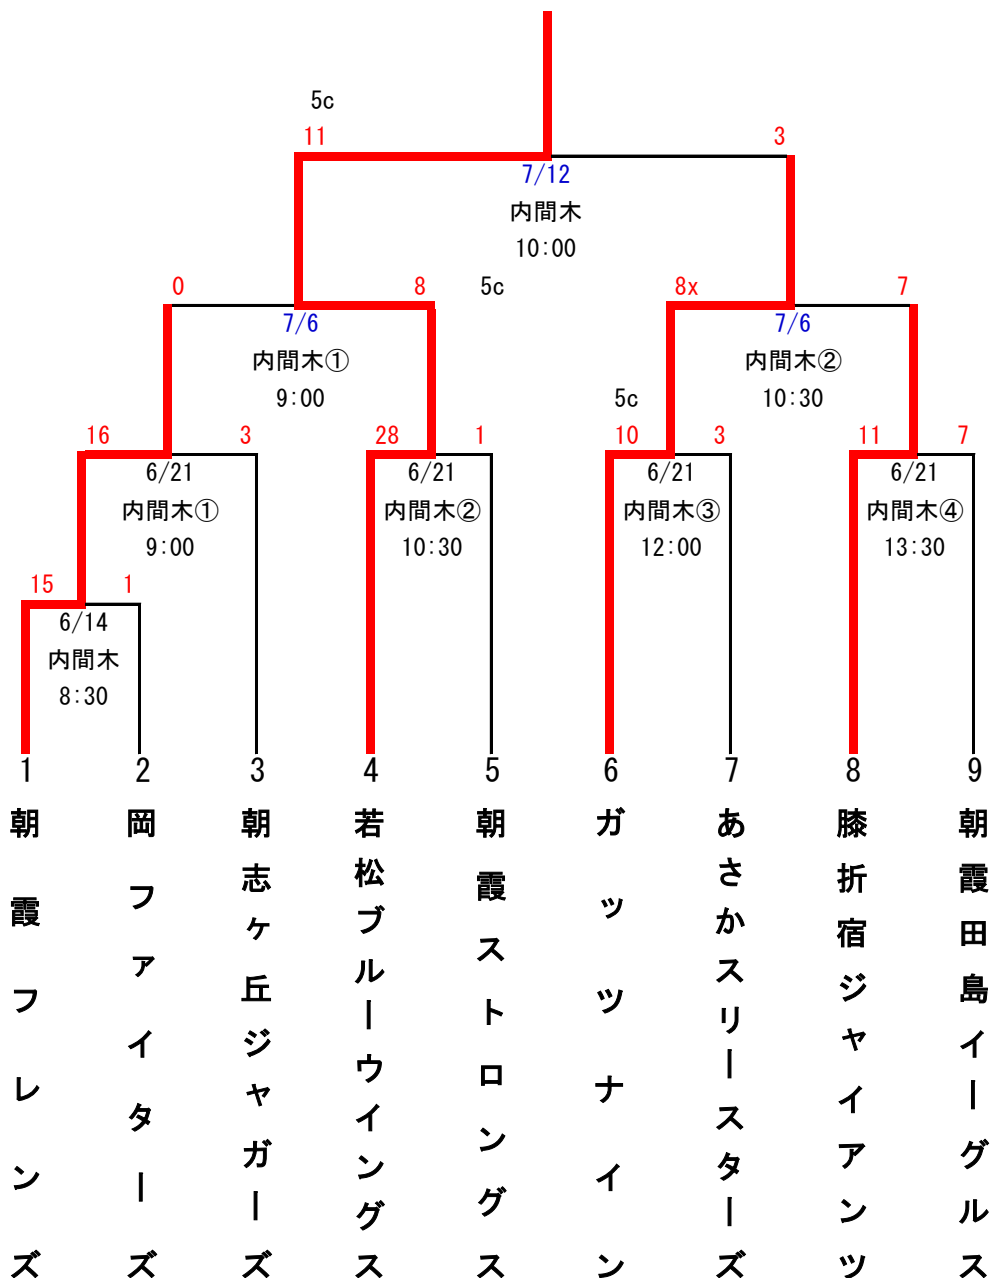 5c
11
3
7/12
内間木
10:00
0
8
5c
8x
7
7/6
内間木①
9:00
7/6
内間木②
10:30
5c
16
3
28
1
10
3
11
7
6/21
内間木①
9:00
6/21
内間木②
10:30
6/21
内間木③
12:00
6/21
内間木④
13:30
15
1
6/14
内間木
8:30
1
2
3
4
5
6
7
8
9
朝霞フレンズ
岡ファイターズ
朝志ヶ丘ジャガーズ
若松ブルーウイングス
朝霞ストロングス
ガッツナイン
あさかスリースターズ
膝折宿ジャイアンツ
朝霞田島イーグルス